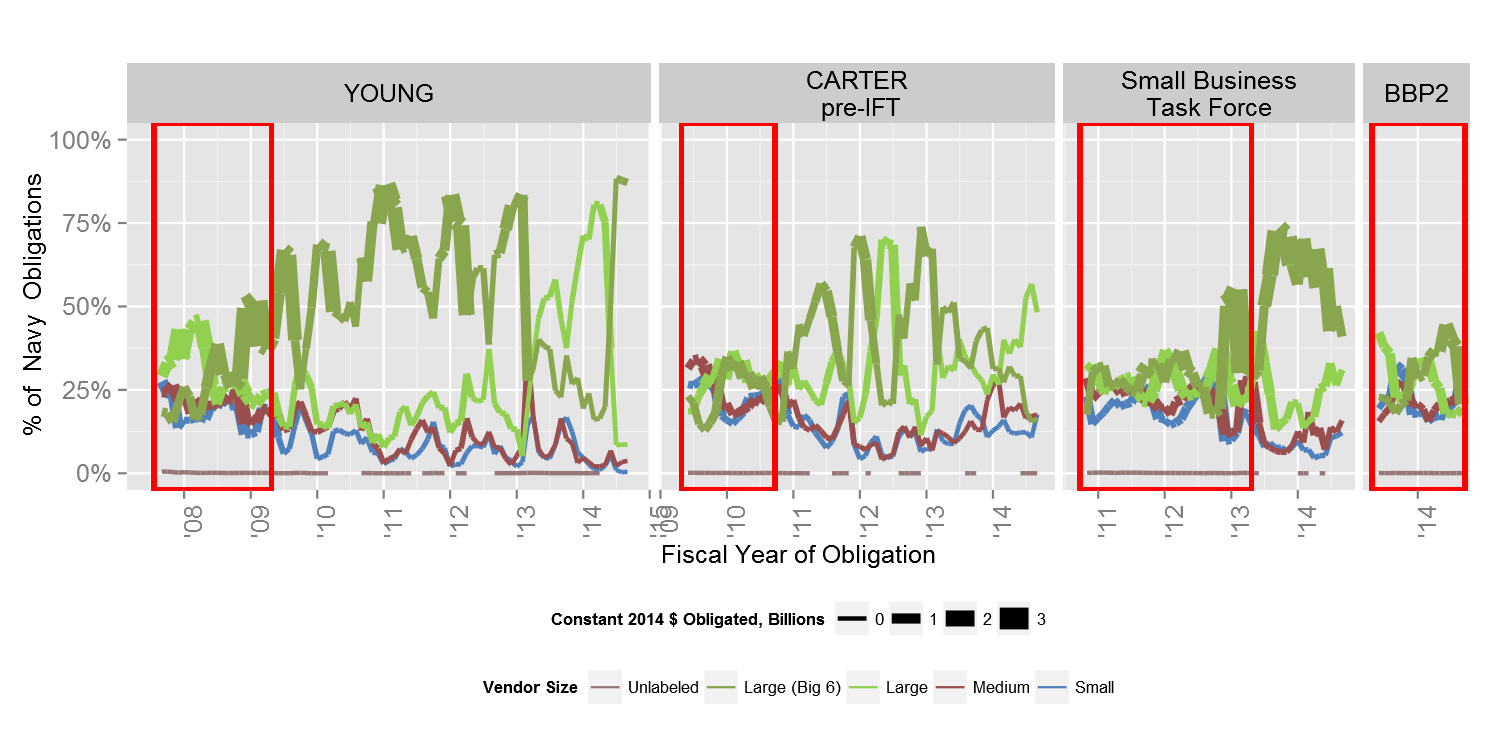 YOUNG
CARTER
pre-IFT
Small Business
Task Force
BBP2
% of Navy Obligations
100%
75%
50%
25%
0%
'08
'09
'10
'11
'12
'13
'14
'15
'09
'10
'11
'12
'13
'14
'11
'12
'13
'14
'14
Fiscal Year of Obligation
Constant 2014 $ Obligated, Billions 0 1 2 3
Vendor Size Unlabeled Large (Big 6) Large Medium Small